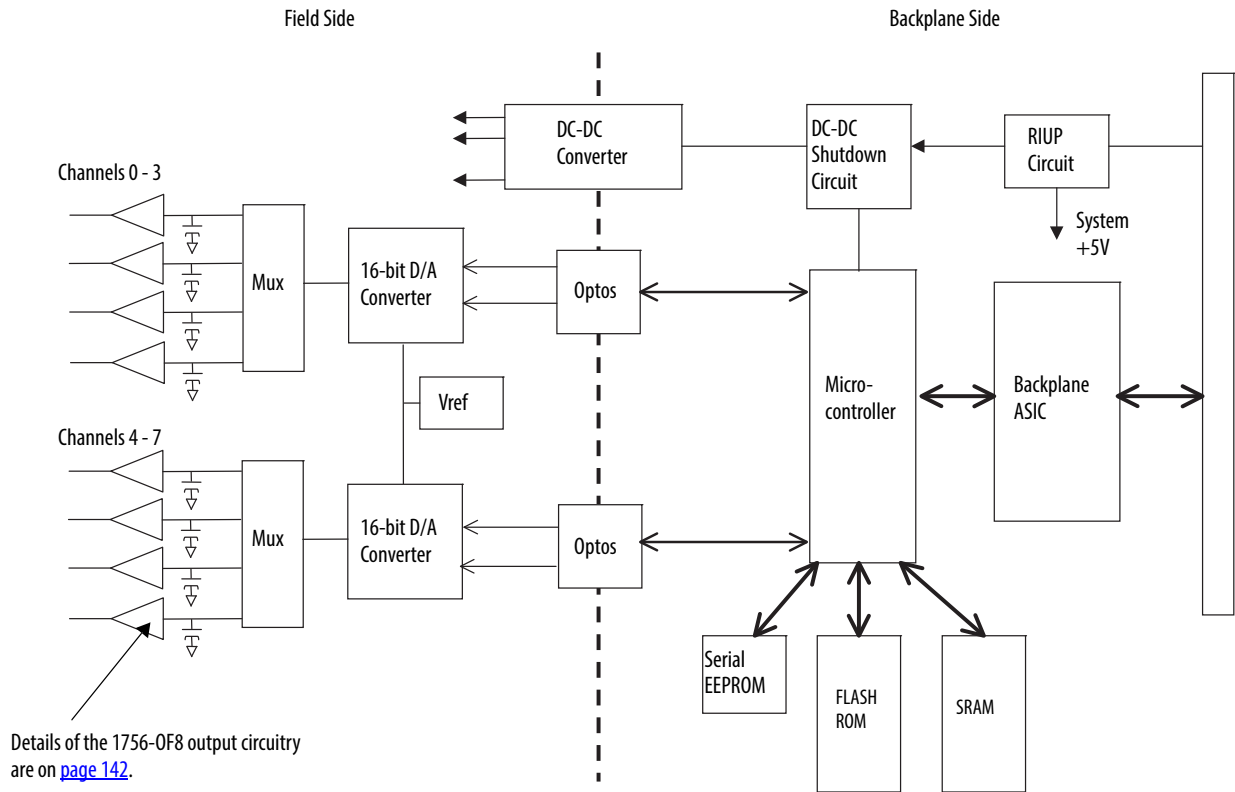 Field Side
Backplane Side
DC-DC
Converter
DC-DC
Shutdown
Circuit
RIUP
Circuit
System
+5V
Channels 0 - 3
Mux
16-bit D/A
Converter
Optos
Vref
Micro-
controller
Backplane
ASIC
Channels 4 - 7
Mux
16-bit D/A
Converter
Optos
Serial
EEPROM
FLASH
ROM
SRAM
Details of the 1756-OF8 output circuitry
are on page 142.